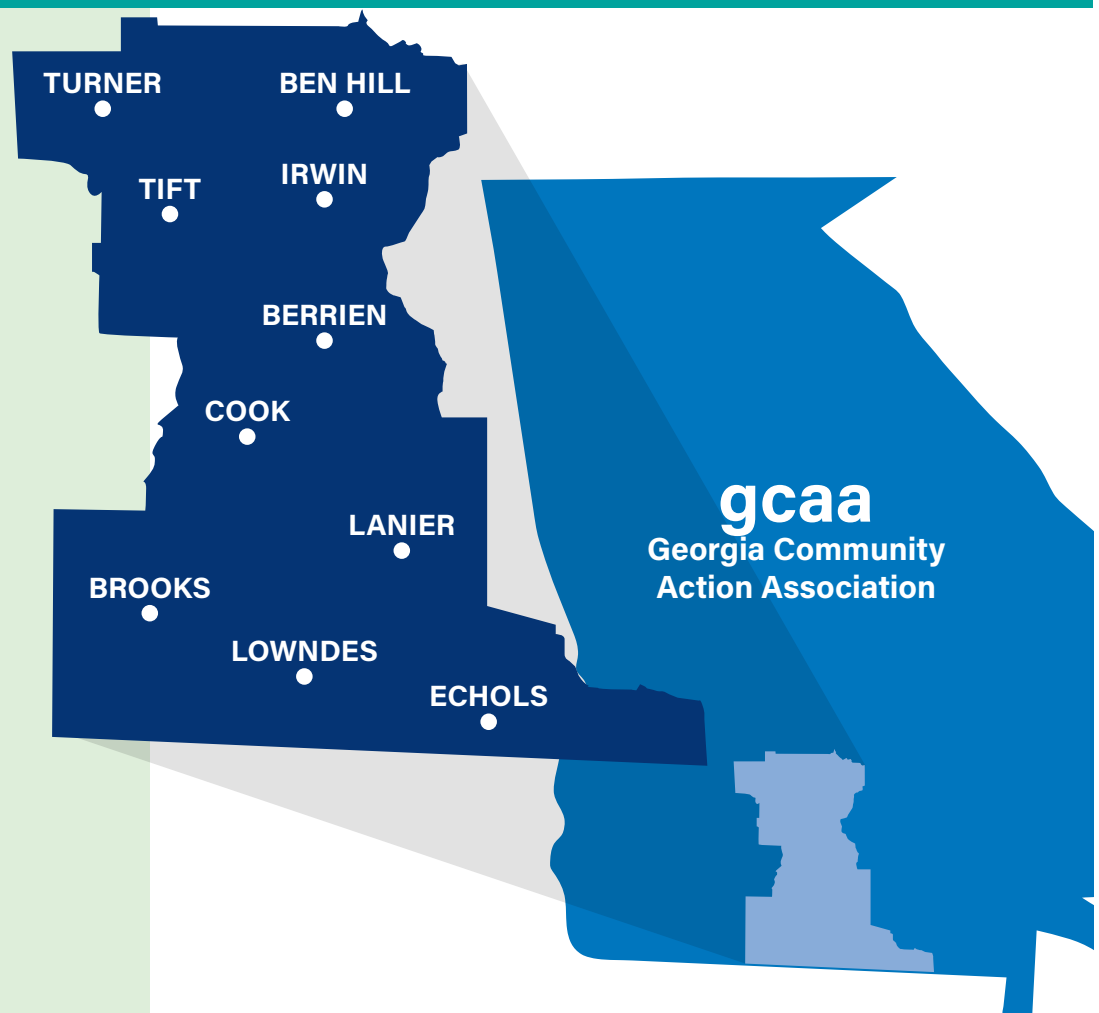 TURNER
BEN HILL
TIFT
IRWIN
BERRIEN
COOK
LANIER
BROOKS
LOWNDES
ECHOLS
gcaa
Georgia Community
Action Association